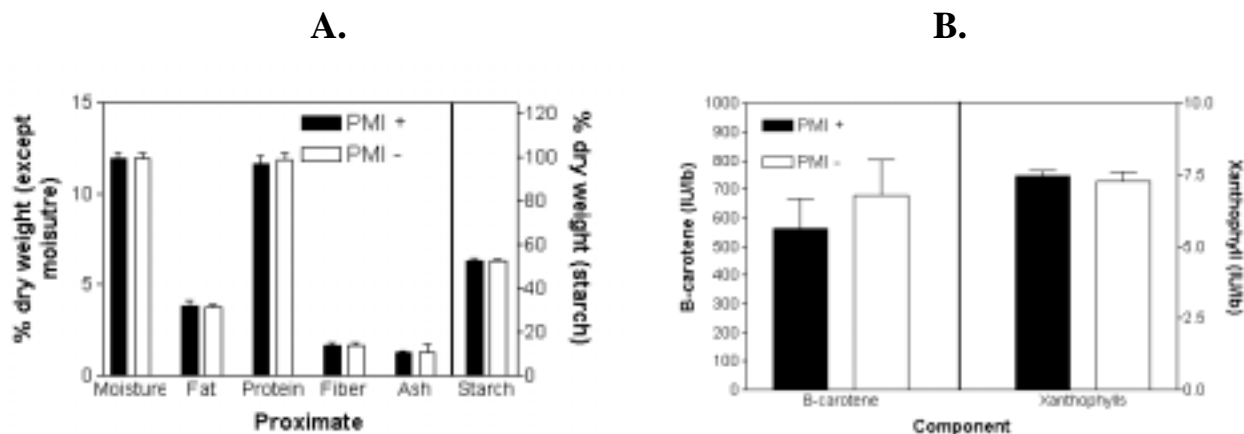 A.
B.
15
10
5
0
% dry weight (except
moisutre)
PMI +
PMI -
120
100
80
60
40
20
0
% dry weight (starch)
Moisture Fat Protein Fiber Ash Starch
Proximate
1000
900
800
700
600
500
400
300
200
100
0
B-carotene (IU/lb)
PMI +
PMI -
10.0
7.5
5.0
2.5
0.0
Xanthophyll (IU/lb)
B-carotene Xanthophylls
Component